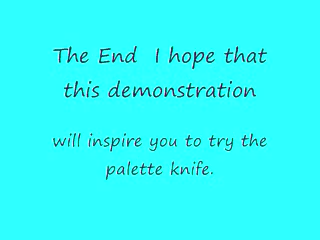 The End  I hope that
this demonstration
will inspire you to try the
palette knife.